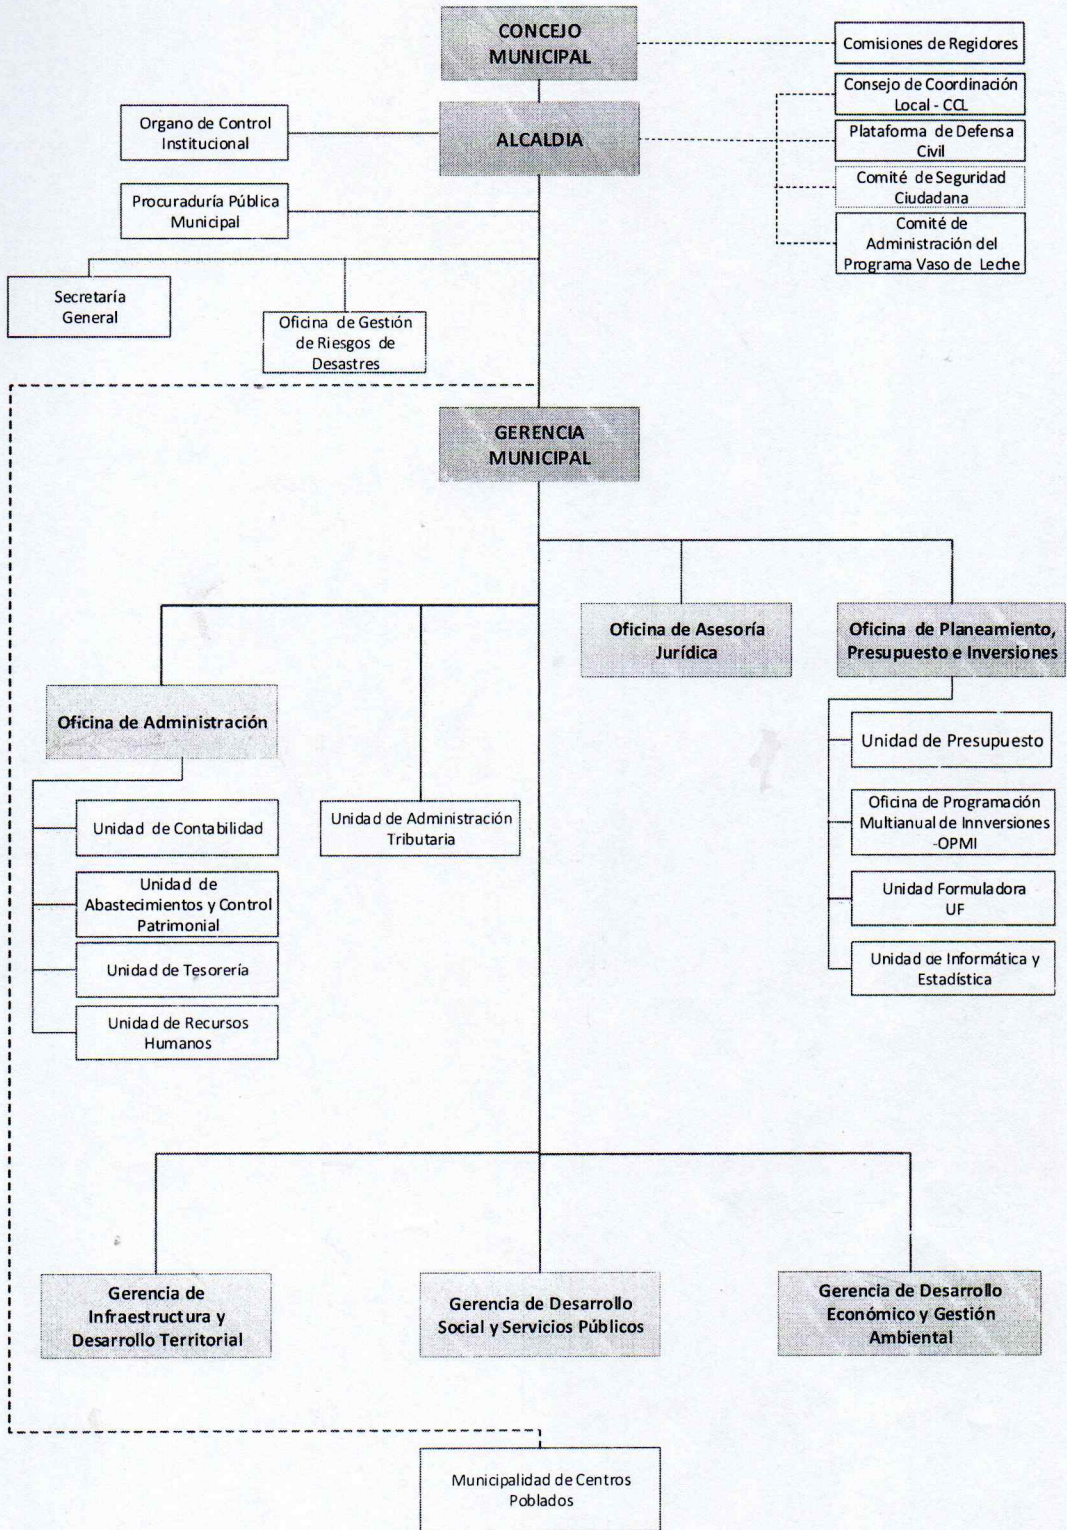 CONCEJO
MUNICIPAL
Comisiones de Regidores
Consejo de Coordinación
Local - CCL
Organo de Control
Institucional
ALCALDIA
Plataforma de Defensa
Civil
Comité de Seguridad
Ciudadana
Procuraduría Pública
Municipal
Comité de
Administración del
Programa Vaso de Leche
Secretaría
General
Oficina de Gestión
de Riesgos de
Desastres
GERENCIA
MUNICIPAL
Oficina de Asesoría
Jurídica
Oficina de Planeamiento,
Presupuesto e Inversiones
Oficina de Administración
Unidad de Contabilidad
Unidad de
Abastecimientos y Control
Patrimonial
Unidad de Tesorería
Unidad de Recursos
Humanos
Unidad de Administración
Tributaria
Unidad de Presupuesto
Oficina de Programación
Multianual de Innversiones
-OPMI
Unidad Formuladora
UF
Unidad de Informática y
Estadística
Gerencia de
Infraestructura y
Desarrollo Territorial
Gerencia de Desarrollo
Social y Servicios Públicos
Gerencia de Desarrollo
Económico y Gestión
Ambiental
Municipalidad de Centros
Poblados